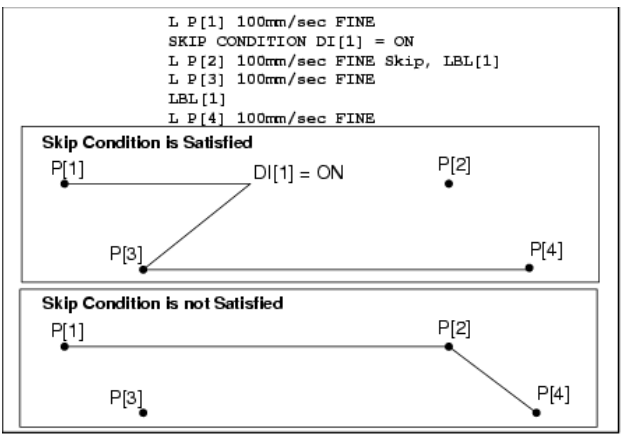 L P[1] 100mm/sec FINE
SKIP CONDITION DI[1] = ON
L P[2] 100mm/sec FINE Skip, LBL[1]
L P[3] 100mm/sec FINE
LBL[1]
L P[4] 100mm/sec FINE
Skip Condition is Satisfied
P[1] DI[1] = ON P[2]
P[3] P[4]
Skip Condition is not Satisfied
P[1] P[2]
P[3] P[4]